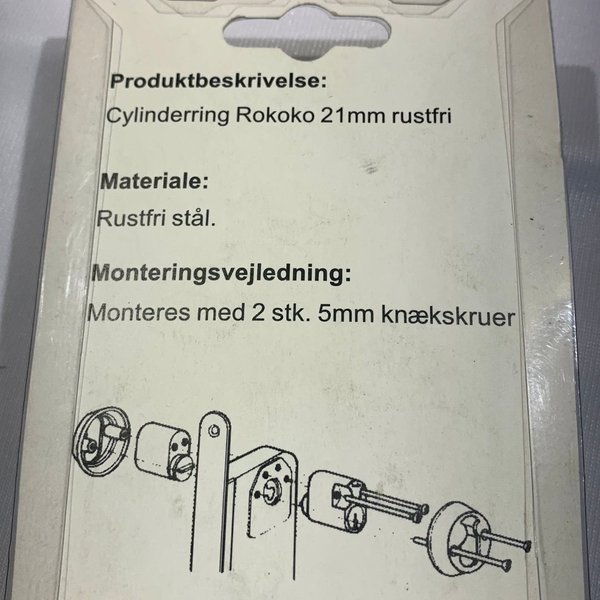 Produktbeskrivelse:
Cylinderring Rokoko 21mm rustfri
Materiale:
Rustfri stål.
Monteringsvejledning:
Monteres med 2 stk. 5mm knækskruer